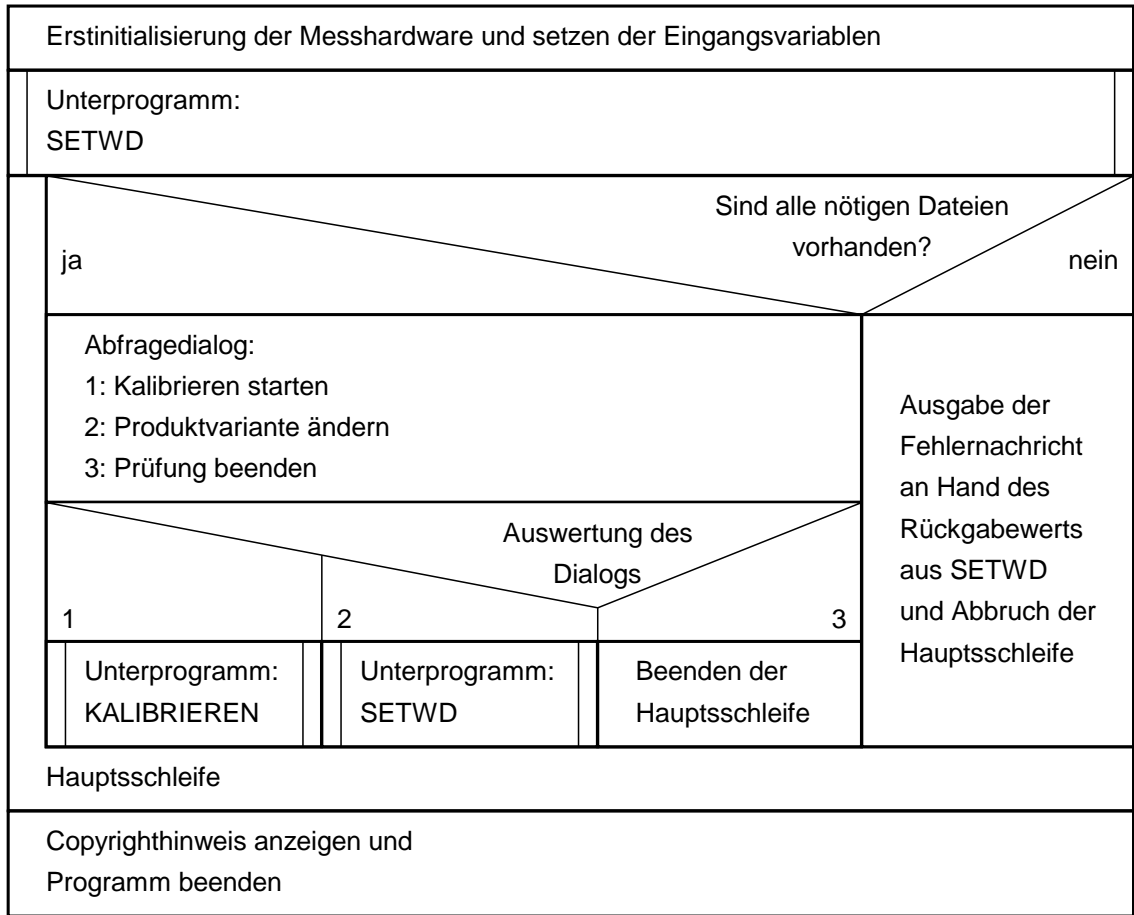 Erstinitialisierung der Messhardware und setzen der Eingangsvariablen
Unterprogramm:
SETWD
Sind alle nötigen Dateien
vorhanden?
ja
nein
Abfragedialog:
1: Kalibrieren starten
2: Produktvariante ändern
3: Prüfung beenden
Auswertung des
Dialogs
1
2
3
Unterprogramm:
KALIBRIEREN
Unterprogramm:
SETWD
Beenden der
Hauptsschleife
Ausgabe der
Fehlernachricht
an Hand des
Rückgabewerts
aus SETWD
und Abbruch der
Hauptsschleife
Hauptsschleife
Copyrighthinweis anzeigen und
Programm beenden